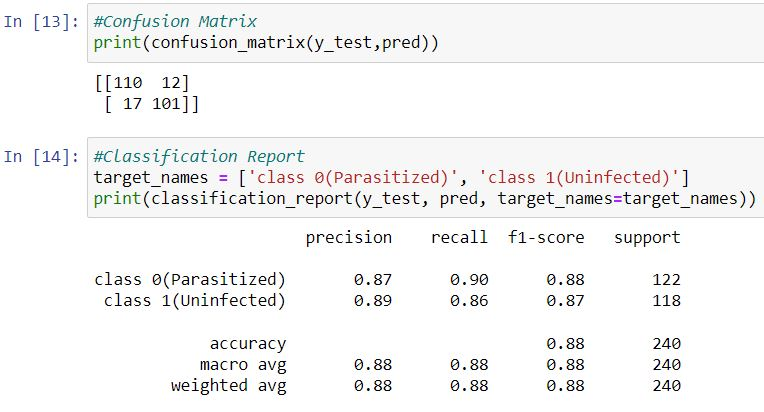 In [13]: #Confusion Matrix
print(confusion_matrix(y_test,pred))
[[110  12]
 [ 17 101]]
In [14]: #Classification Report
target_names = ['class 0(Parasitized)', 'class 1(Uninfected)']
print(classification_report(y_test, pred, target_names=target_names))
precision    recall  f1-score   support
class 0(Parasitized)       0.87      0.90      0.88       122
class 1(Uninfected)       0.89      0.86      0.87       118
accuracy                           0.88       240
macro avg       0.88      0.88      0.88       240
weighted avg       0.88      0.88      0.88       240